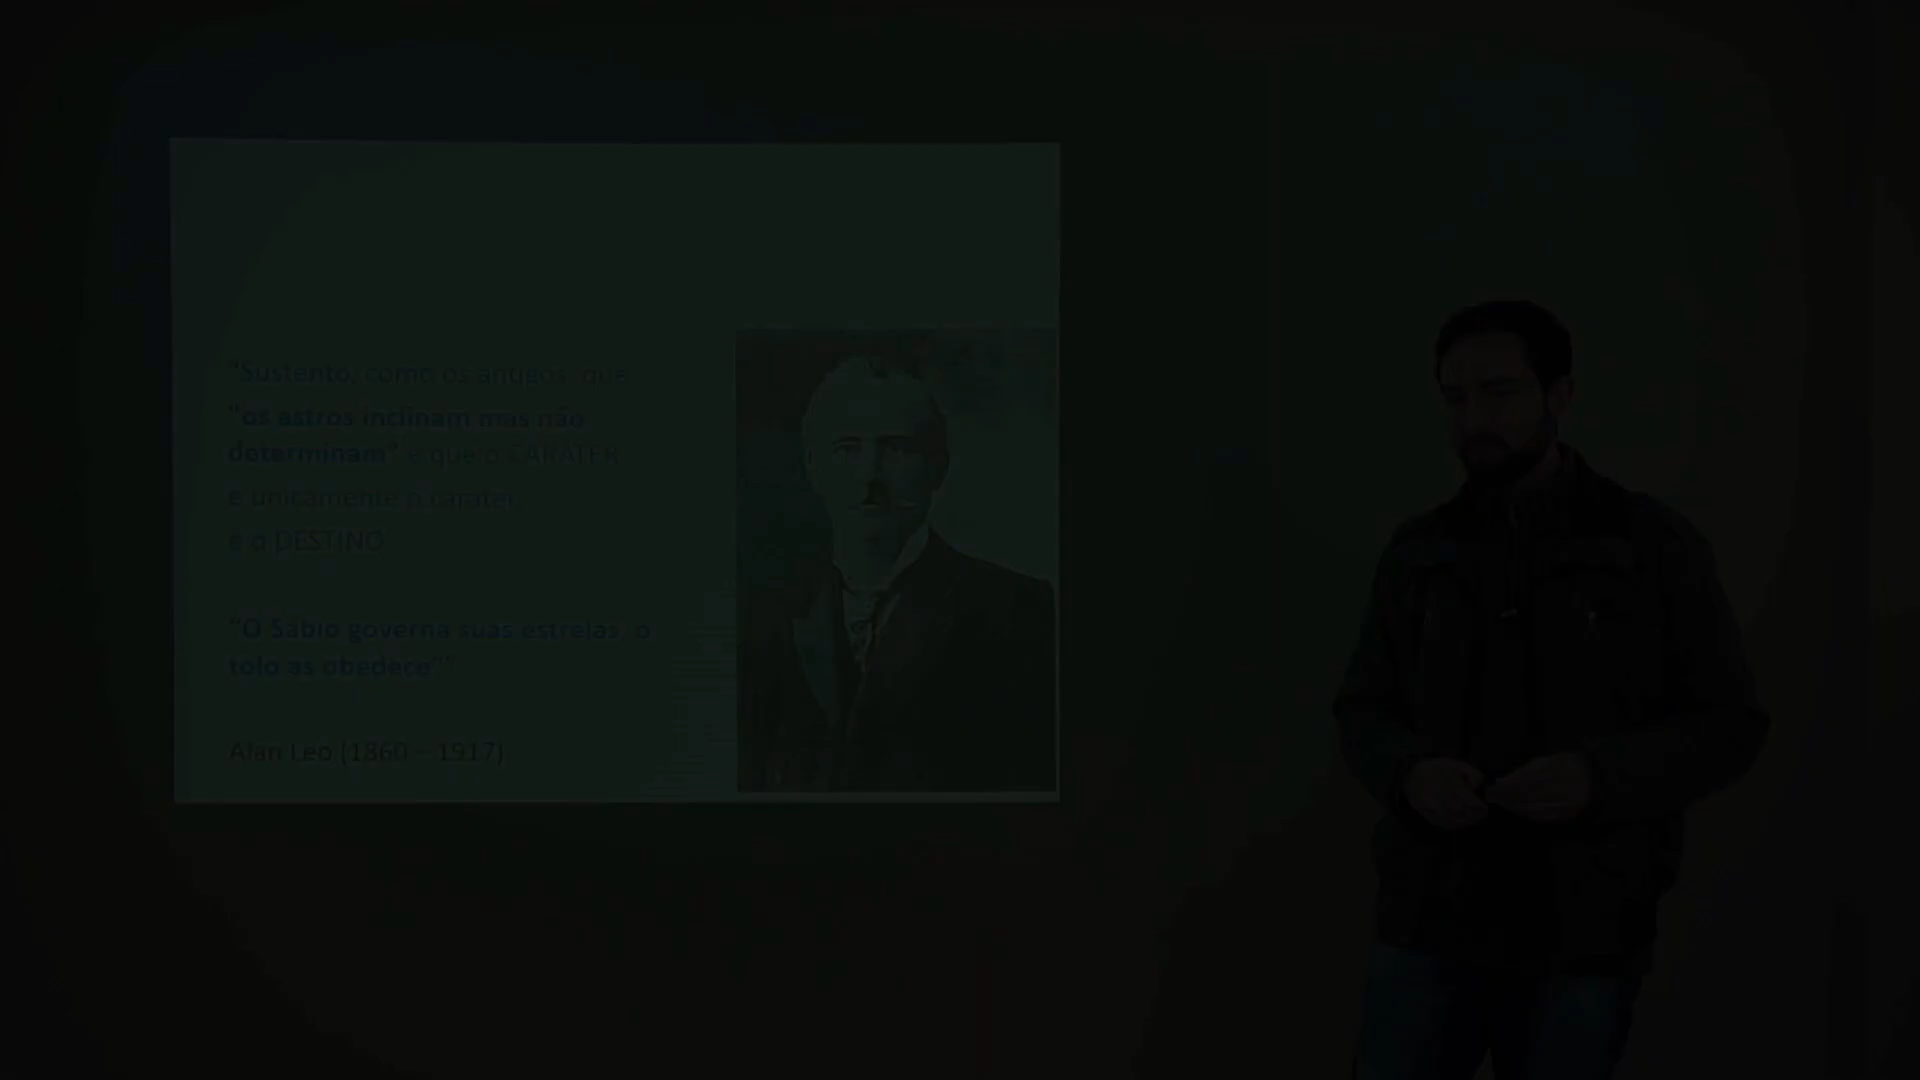 "Sustento, como os antigos, que
"os astros inclinam mas não
determinam" e que o CARÁTER
e unicamente o caráter
é o DESTINO
"O Sábio governa suas estrelas, o
tolo as obedece""
Alan Leo (1860 – 1917)